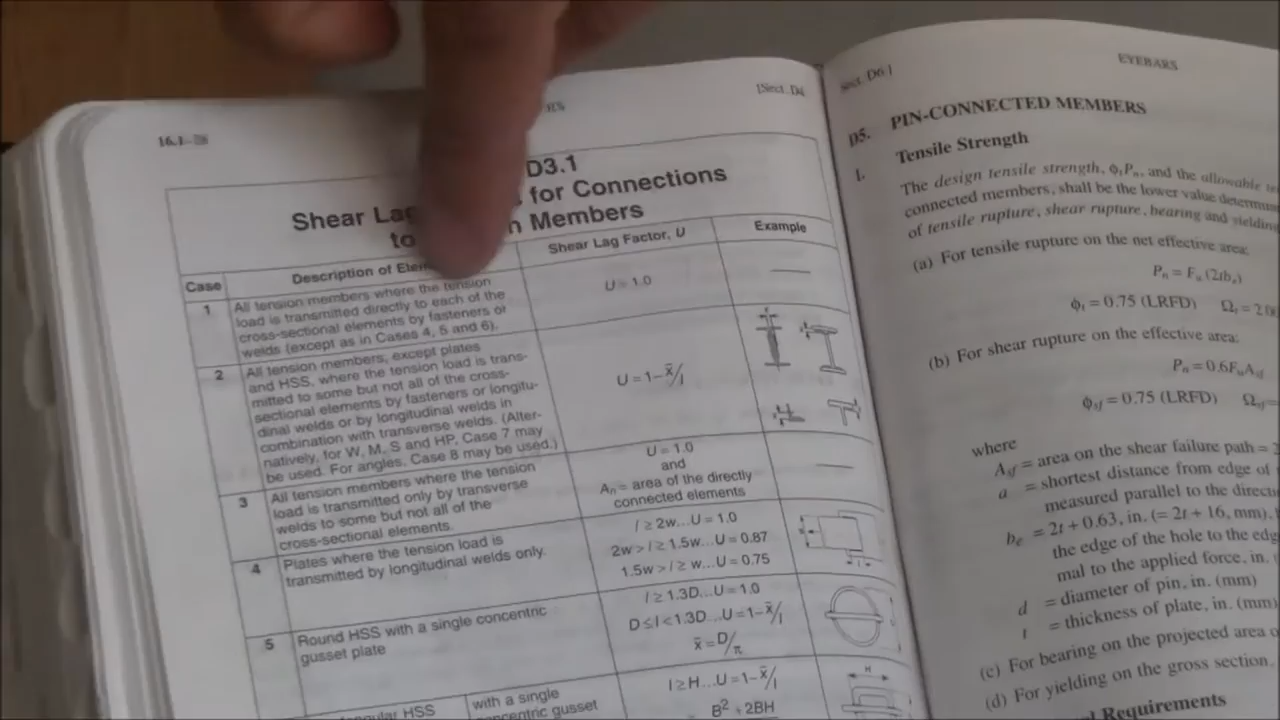 16.1–28
[Sect. D4
D3.1
Shear Lag for Connections
to Members
Case
Description of Element
Shear Lag Factor, U
Example
1
All tension members where the tension
load is transmitted directly to each of the
cross-sectional elements by fasteners or
welds (except as in Cases 4, 5 and 6).
U = 1.0
2
All tension members, except plates
and HSS, where the tension load is trans-
mitted to some but not all of the cross-
sectional elements by fasteners or longitu-
dinal welds or by longitudinal welds in
combination with transverse welds. (Alter-
natively, for W, M, S and HP, Case 7 may
be used. For angles, Case 8 may be used.)
U = 1– x̄/l
3
All tension members where the tension
load is transmitted only by transverse
welds to some but not all of the
cross-sectional elements.
U = 1.0
and
An = area of the directly
connected elements
4
Plates where the tension load is
transmitted by longitudinal welds only.
l ≥ 2w...U = 1.0
2w > l ≥ 1.5w...U = 0.87
1.5w > l ≥ w...U = 0.75
5
Round HSS with a single concentric
gusset plate
l ≥ 1.3D...U = 1.0
D ≤ l < 1.3D...U = 1– x̄/l
x̄ = D/π
HSS
with a single
gusset
l ≥ H...U = 1– x̄/l
B² + 2BH
H
Sect. D6.]
EYEBARS
D5. PIN-CONNECTED MEMBERS
1. Tensile Strength
The design tensile strength, ϕtPn, and the allowable
connected members, shall be the lower value
of tensile rupture, shear rupture, bearing and
(a) For tensile rupture on the net effective area:
Pn = Fu(2tbe)
ϕt = 0.75 (LRFD) Ωt = 2.00
(b) For shear rupture on the effective area:
Pn = 0.6FuAsf
ϕsf = 0.75 (LRFD) Ωsf =
where
Asf = area on the shear failure path =
a = shortest distance from edge of
measured parallel to the
be = 2t + 0.63, in. (= 2t + 16, mm),
the edge of the hole to the
mal to the applied force, in.
d = diameter of pin, in. (mm)
t = thickness of plate, in. (mm)
(c) For bearing on the projected area
(d) For yielding on the gross section,
Requirements